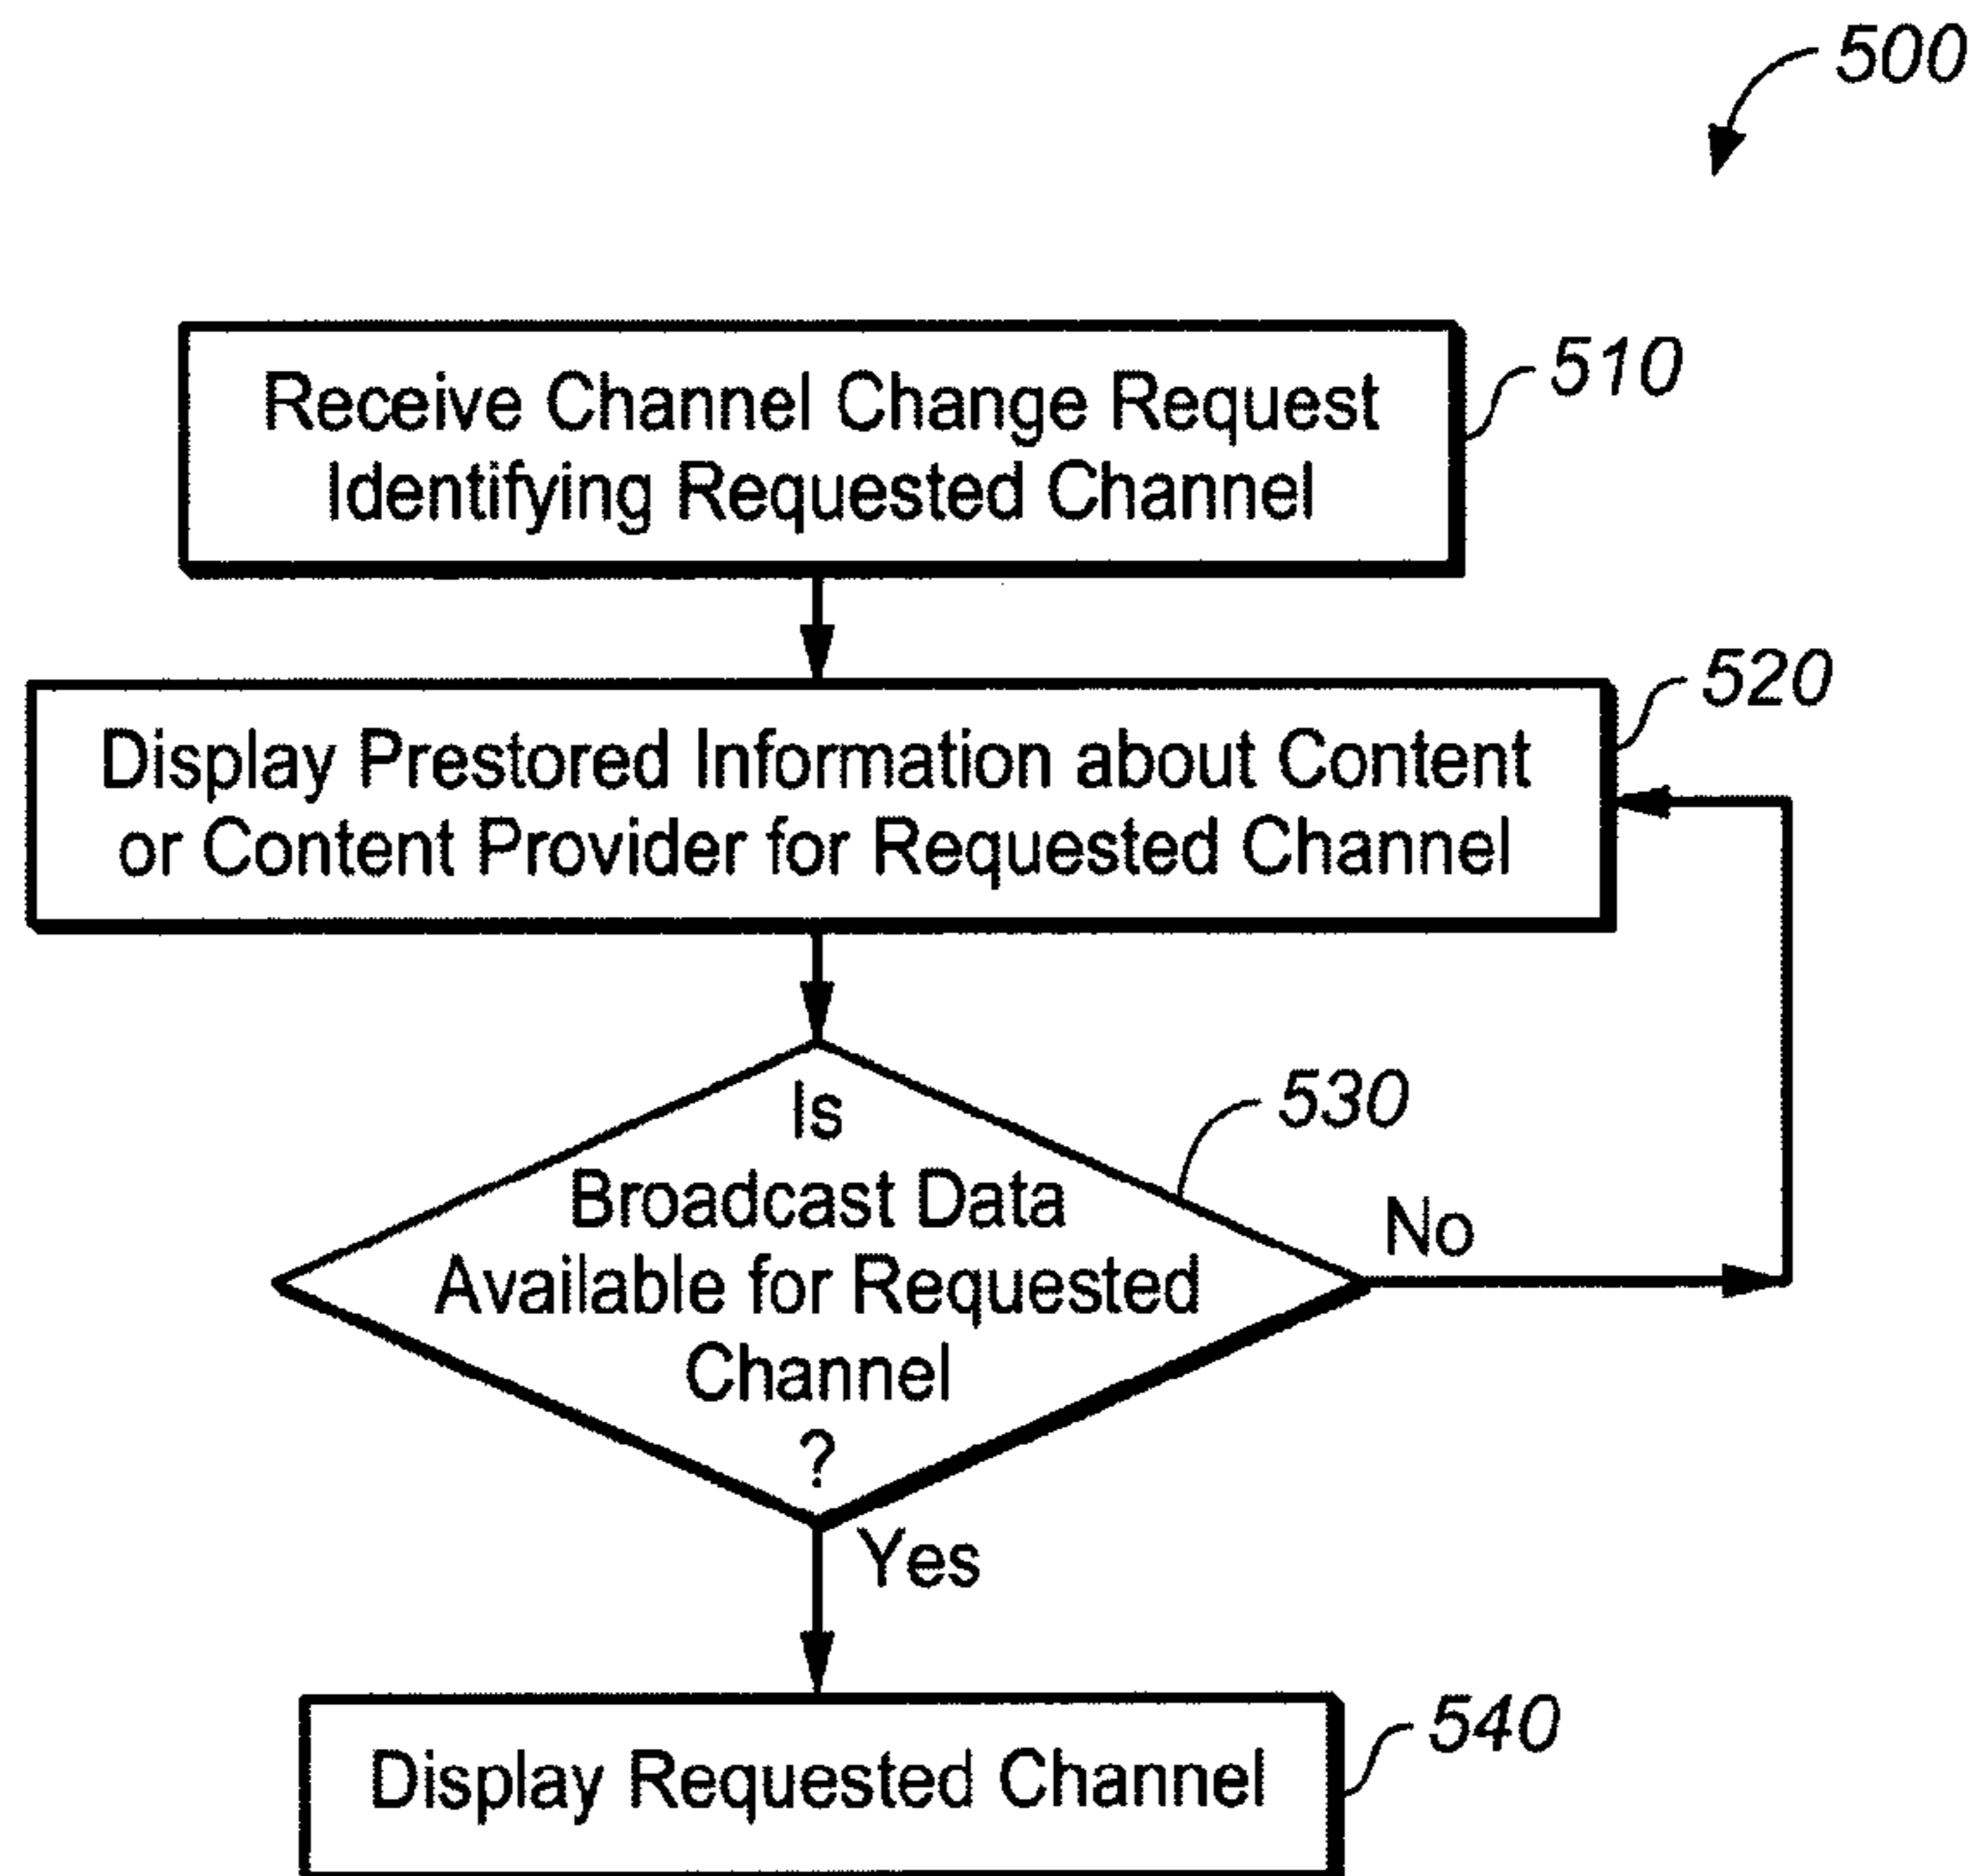 500
Receive Channel Change Request
Identifying Requested Channel
510
Display Prestored Information about Content
or Content Provider for Requested Channel
520
Is
Broadcast Data
Available for Requested
Channel
?
530
No
Yes
Display Requested Channel
540